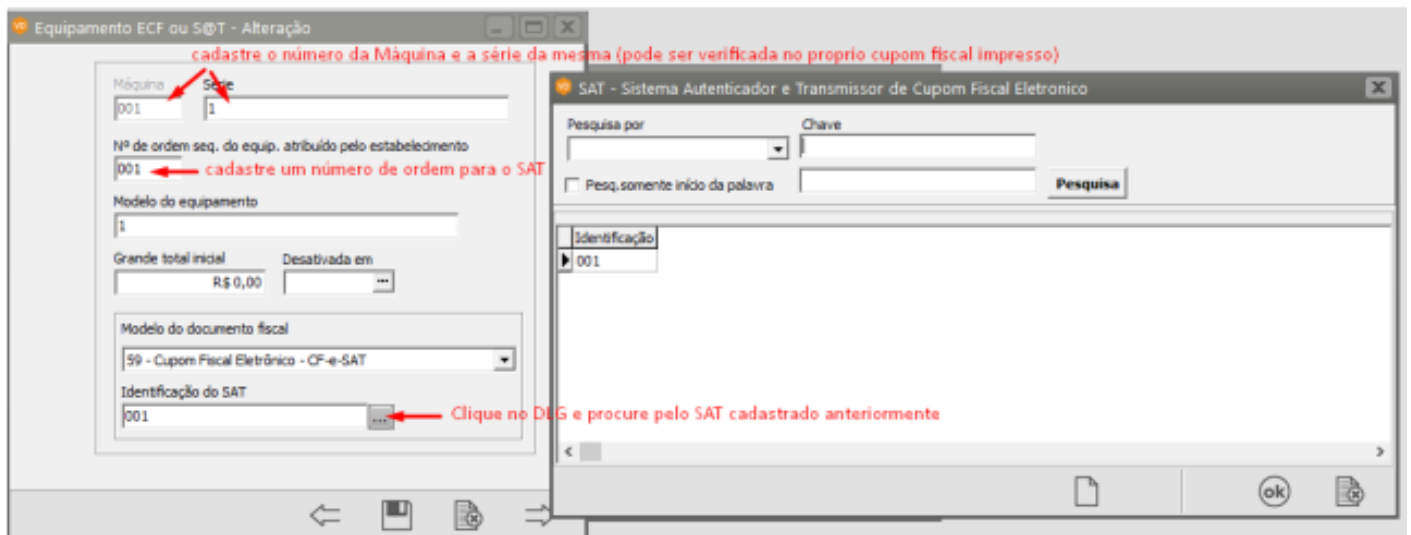 Equipamento ECF ou S@T - Alteração
cadastre o número da Màquina e a série da mesma (pode ser verificada no proprio cupom fiscal impresso)
Máquina Série
001 1
Nº de ordem seq. do equip. atribuído pelo estabelecimento
001 cadastre um número de ordem para o SAT
Modelo do equipamento
1
Grande total inicial Desativada em
R$ 0,00 ...
Modelo do documento fiscal
59 - Cupom Fiscal Eletrônico - CF-e-SAT
Identificação do SAT
001 ... Clique no DLG e procure pelo SAT cadastrado anteriormente
SAT - Sistema Autenticador e Transmissor de Cupom Fiscal Eletronico
Pesquisa por Chave
Pesq.somente início da palavra Pesquisa
Identificação
001
ok